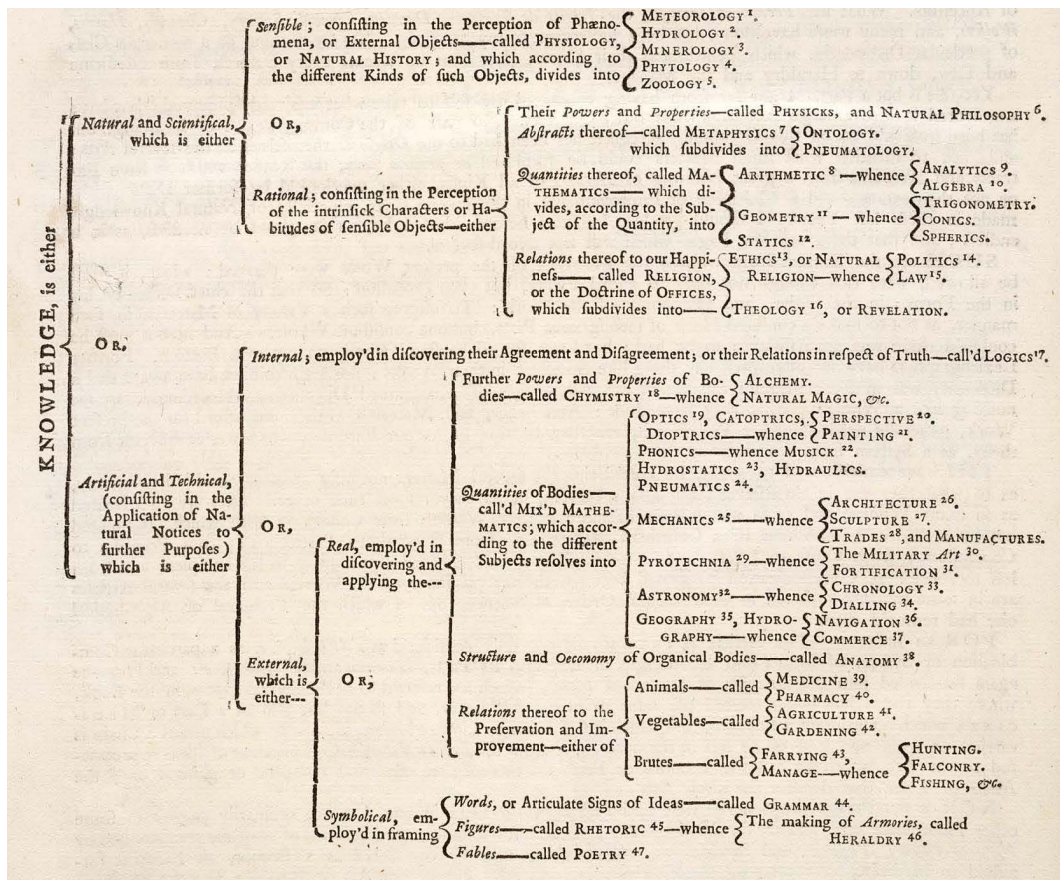 KNOWLEDGE, is either
Natural and Scientifical,
which is either
Senſible; conſiſting in the Perception of Phæno-
mena, or External Objects—called PHYSIOLOGY,
or NATURAL HISTORY; and which according to
the different Kinds of ſuch Objects, divides into
METEOROLOGY 1.
HYDROLOGY 2.
MINEROLOGY 3.
PHYTOLOGY 4.
ZOOLOGY 5.
OR,
Rational; conſiſting in the Perception
of the intrinſick Characters or Ha-
bitudes of ſenſible Objects—either
Their Powers and Properties—called PHYSICKS, and NATURAL PHILOSOPHY 6.
Abſtracts thereof—called METAPHYSICS 7
which ſubdivides into
ONTOLOGY.
PNEUMATOLOGY.
Quantities thereof, called MA-
THEMATICS—— which di-
vides, according to the Sub-
ject of the Quantity, into
ARITHMETIC 8 —whence
ANALYTICS 9.
ALGEBRA 10.
GEOMETRY 11 — whence
TRIGONOMETRY.
CONICS.
SPHERICS.
STATICS 12.
Relations thereof to our Happi-
neſs—— called RELIGION,
or the Doctrine of OFFICES,
which ſubdivides into——
ETHICS 13, or NATURAL
RELIGION—whence
POLITICS 14.
LAW 15.
THEOLOGY 16, or REVELATION.
OR,
Artificial and Technical,
(conſiſting in the
Application of Na-
tural Notices to
further Purpoſes)
which is either
Internal; employ'd in diſcovering their Agreement and Diſagreement; or their Relations in reſpect of Truth—call'd LOGICS 17.
OR,
External,
which is
either---
Real, employ'd in
diſcovering and
applying the---
Further Powers and Properties of Bo-
dies—called CHYMISTRY 18—whence
ALCHEMY.
NATURAL MAGIC, &c.
Quantities of Bodies——
call'd MIX'D MATHE-
MATICS; which accor-
ding to the different
Subjects reſolves into
OPTICS 19, CATOPTRICS,
DIOPTRICS——whence
PERSPECTIVE 20.
PAINTING 21.
PHONICS——whence MUSICK 22.
HYDROSTATICS 23, HYDRAULICS.
PNEUMATICS 24.
MECHANICS 25——whence
ARCHITECTURE 26.
SCULPTURE 27.
TRADES 28, and MANUFACTURES.
PYROTECHNIA 29—whence
The MILITARY Art 30.
FORTIFICATION 31.
ASTRONOMY 32——whence
CHRONOLOGY 33.
DIALLING 34.
GEOGRAPHY 35, HYDRO-
GRAPHY——whence
NAVIGATION 36.
COMMERCE 37.
Structure and Oeconomy of Organical Bodies——called ANATOMY 38.
Relations thereof to the
Preſervation and Im-
provement—either of
Animals——called
MEDICINE 39.
PHARMACY 40.
Vegetables—called
AGRICULTURE 41.
GARDENING 42.
Brutes——called
FARRYING 43,
MANAGE——whence
HUNTING.
FALCONRY.
FISHING, &c.
OR,
Symbolical, em-
ploy'd in framing
Words, or Articulate Signs of Ideas——called GRAMMAR 44.
Figures——called RHETORIC 45—whence
The making of Armories, called
HERALDRY 46.
Fables——called POETRY 47.